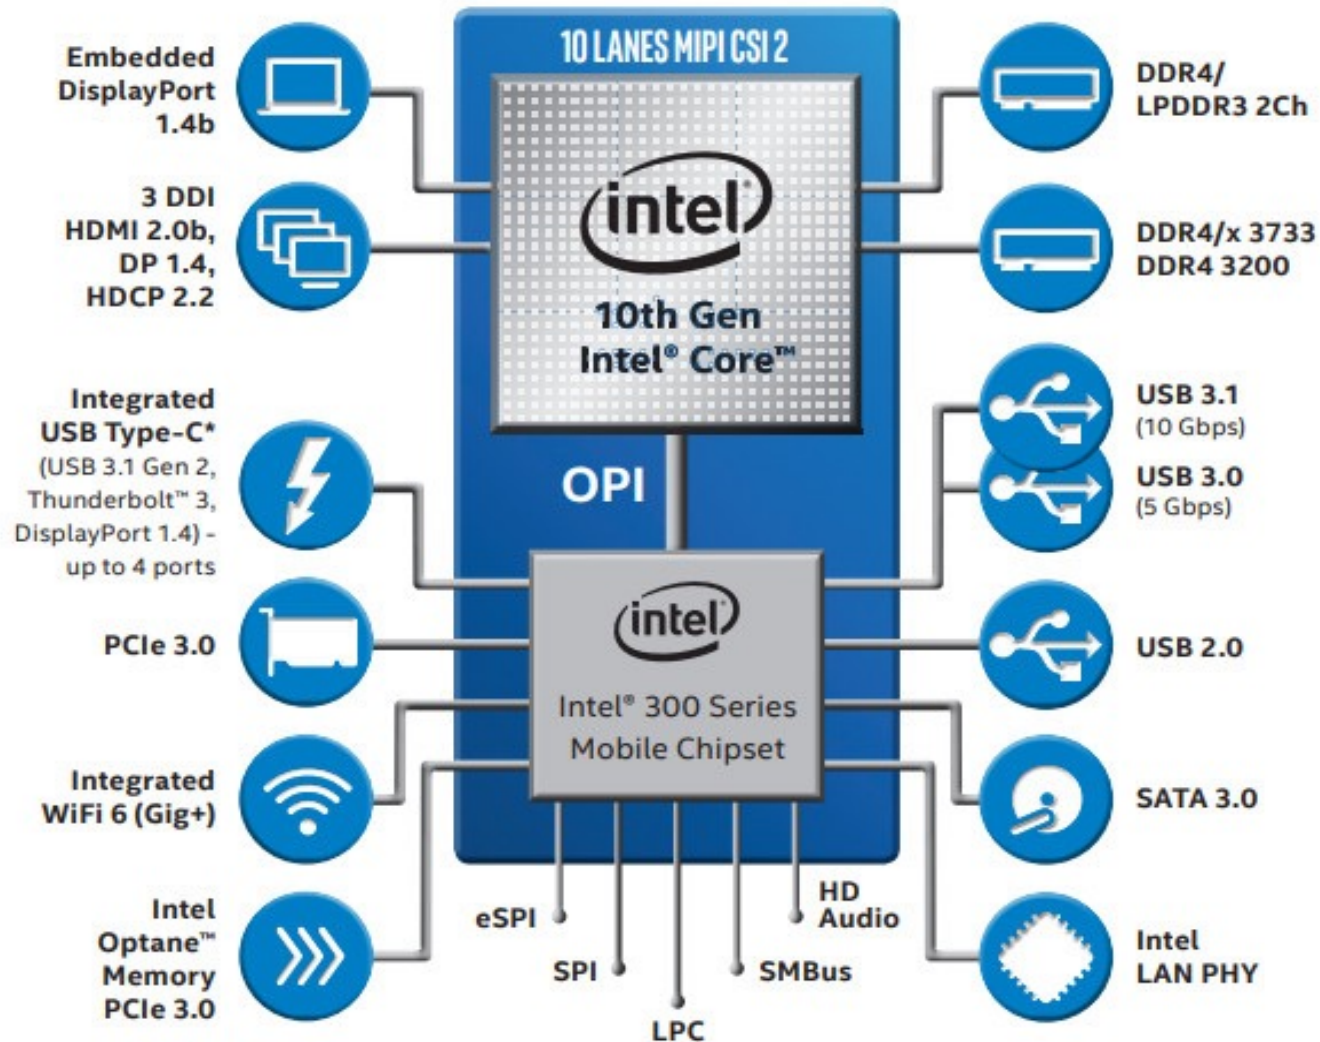 10 LANES MIPI CSI 2
Embedded
DisplayPort
1.4b
3 DDI
HDMI 2.0b,
DP 1.4,
HDCP 2.2
Integrated
USB Type-C*
(USB 3.1 Gen 2,
Thunderbolt™ 3,
DisplayPort 1.4) -
up to 4 ports
PCIe 3.0
Integrated
WiFi 6 (Gig+)
Intel
Optane™
Memory
PCIe 3.0
intel®
10th Gen
Intel® Core™
OPI
intel®
Intel® 300 Series
Mobile Chipset
eSPI
SPI
LPC
SMBus
HD
Audio
DDR4/
LPDDR3 2Ch
DDR4/x 3733
DDR4 3200
USB 3.1
(10 Gbps)
USB 3.0
(5 Gbps)
USB 2.0
SATA 3.0
Intel
LAN PHY